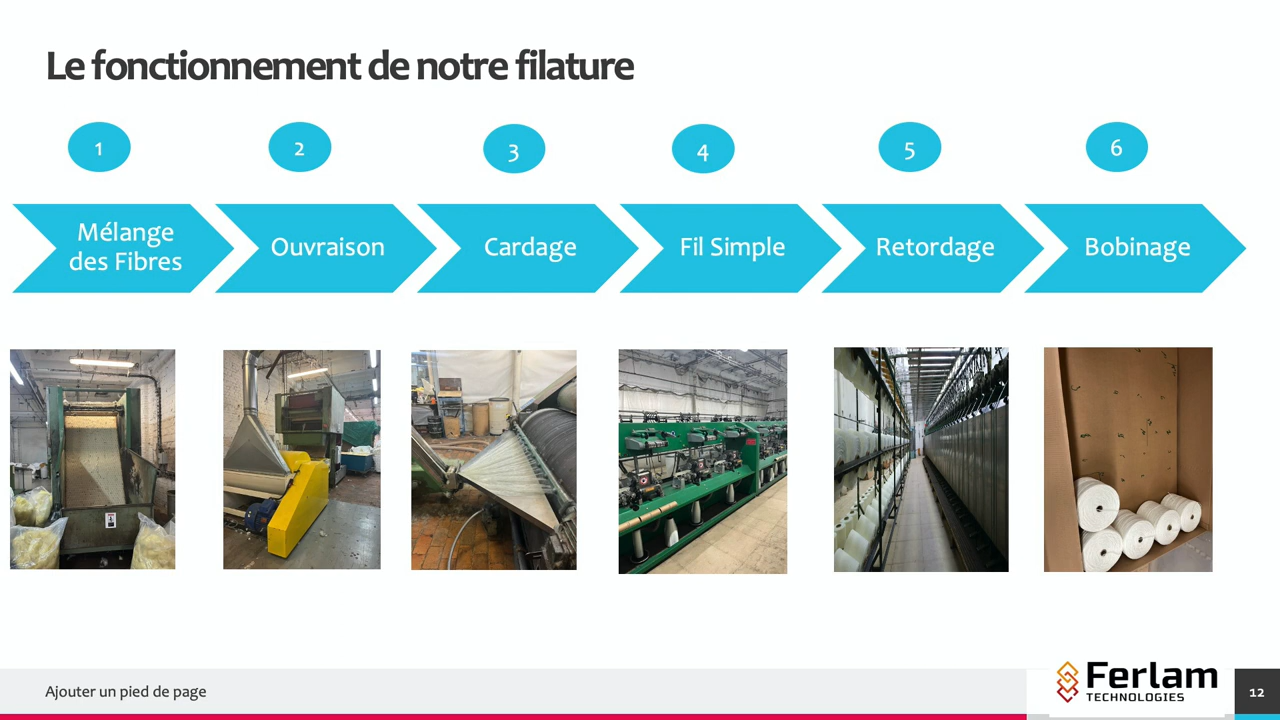 Le fonctionnement de notre filature
1
2
3
4
5
6
Mélange
des Fibres
Ouvraison
Cardage
Fil Simple
Retordage
Bobinage
Ajouter un pied de page
Ferlam
TECHNOLOGIES
12